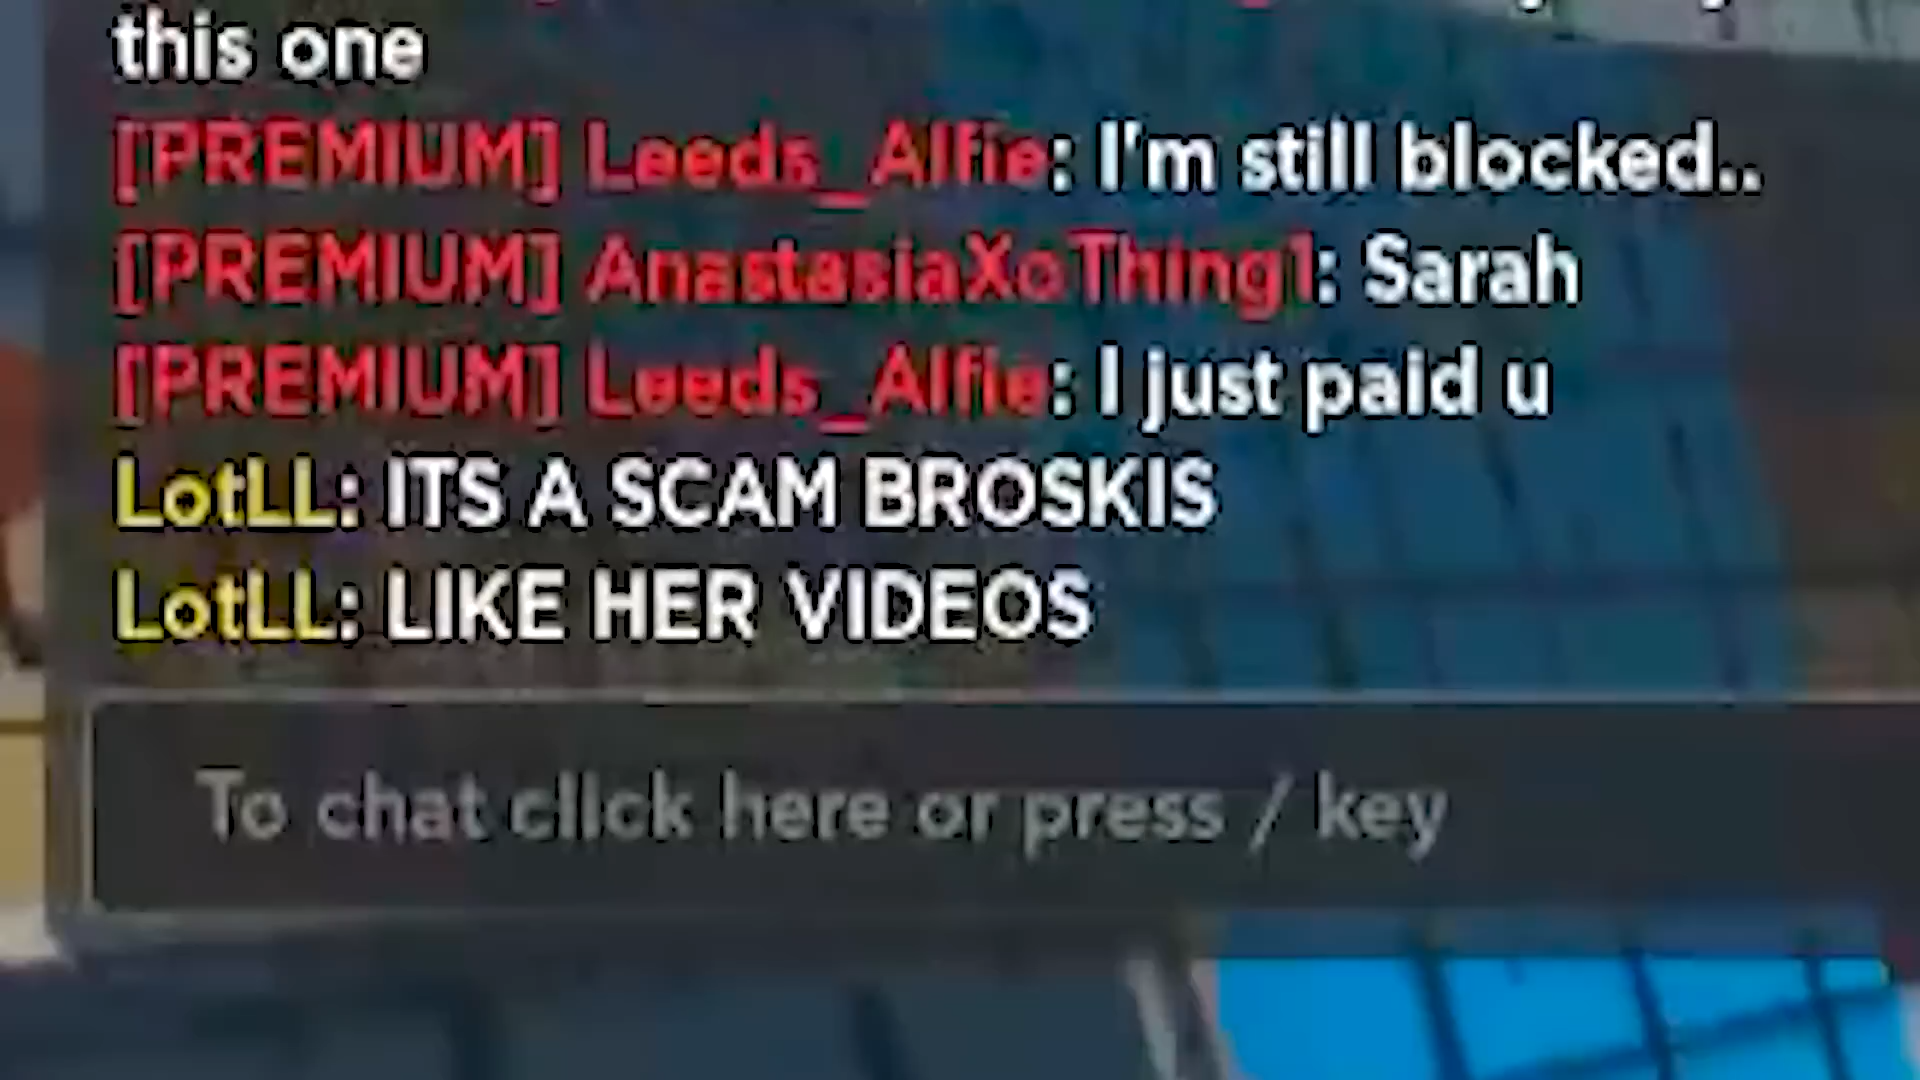 this one
[PREMIUM] Leeds_Alfie: I'm still blocked..
[PREMIUM] AnastasiaXoThing1: Sarah
[PREMIUM] Leeds_Alfie: I just paid u
LotLL: ITS A SCAM BROSKIS
LotLL: LIKE HER VIDEOS
To chat click here or press / key